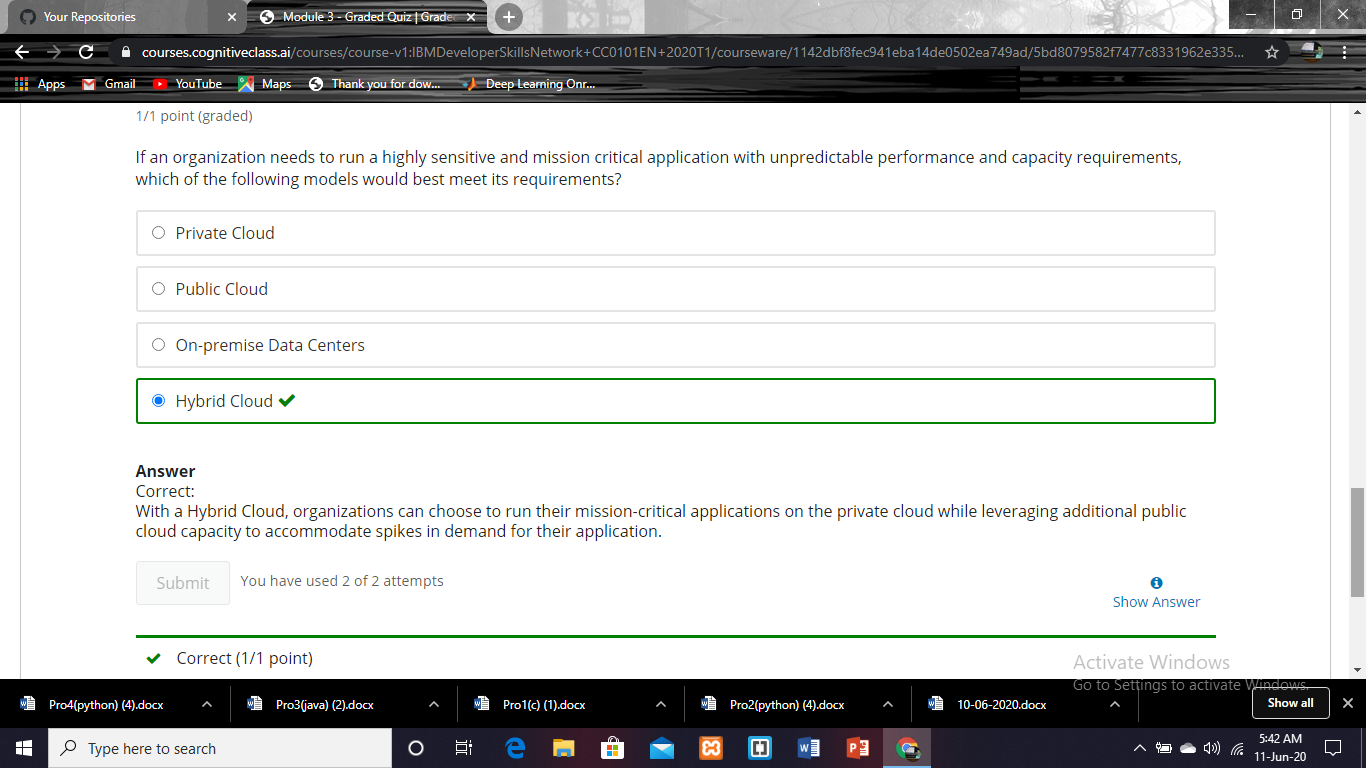 Your Repositories
Module 3 - Graded Quiz | Grade
courses.cognitiveclass.ai/courses/course-v1:IBMDeveloperSkillsNetwork+CC0101EN+2020T1/courseware/1142dbf8fec941eba14de0502ea749ad/5bd8079582f7477c8331962e335...
Apps Gmail YouTube Maps Thank you for dow... Deep Learning Onr...
1/1 point (graded)
If an organization needs to run a highly sensitive and mission critical application with unpredictable performance and capacity requirements,
which of the following models would best meet its requirements?
Private Cloud
Public Cloud
On-premise Data Centers
Hybrid Cloud
Answer
Correct:
With a Hybrid Cloud, organizations can choose to run their mission-critical applications on the private cloud while leveraging additional public
cloud capacity to accommodate spikes in demand for their application.
Submit You have used 2 of 2 attempts
Show Answer
Correct (1/1 point)
Activate Windows
Go to Settings to activate Windows.
Pro4(python) (4).docx Pro3(java) (2).docx Pro1(c) (1).docx Pro2(python) (4).docx 10-06-2020.docx Show all
Type here to search
5:42 AM
11-Jun-20